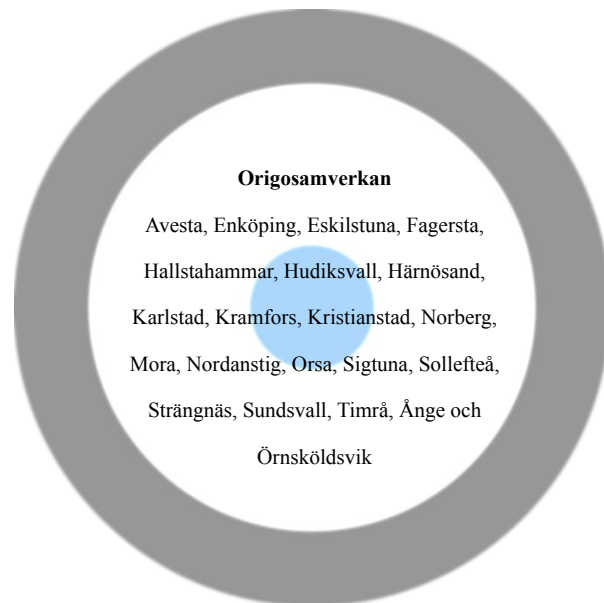 Origosamverkan
Avesta, Enköping, Eskilstuna, Fagersta,
Hallstahammar, Hudiksvall, Härnösand,
Karlstad, Kramfors, Kristianstad, Norberg,
Mora, Nordanstig, Orsa, Sigtuna, Sollefteå,
Strängnäs, Sundsvall, Timrå, Ånge och
Örnsköldsvik